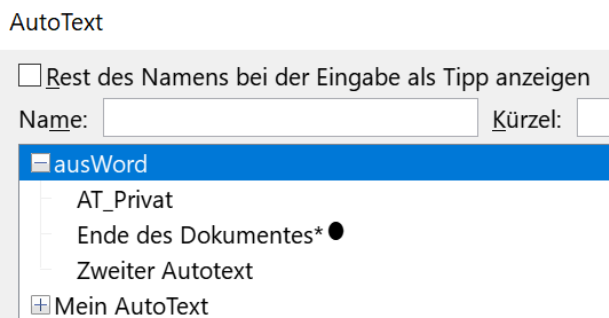 AutoText
Rest des Namens bei der Eingabe als Tipp anzeigen
Name: Kürzel:
ausWord
AT_Privat
Ende des Dokumentes*●
Zweiter Autotext
Mein AutoText